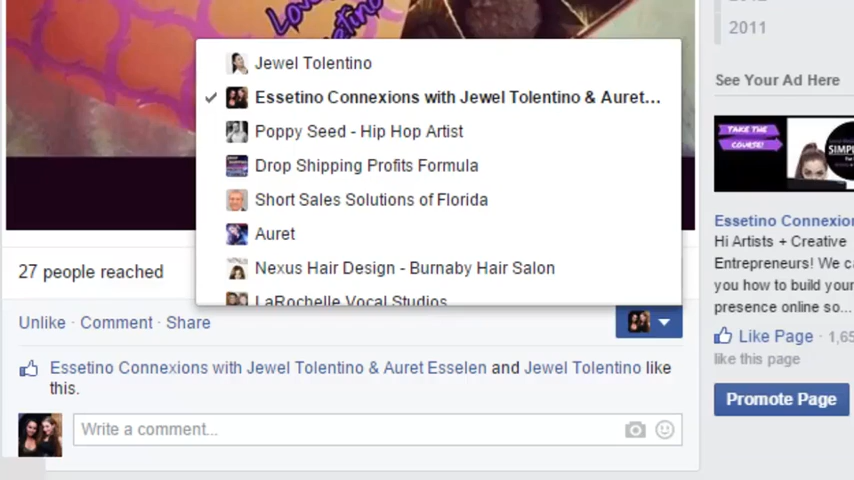 Love
2011
See Your Ad Here
Jewel Tolentino
Essetino Connexions with Jewel Tolentino & Auret...
Poppy Seed - Hip Hop Artist
Drop Shipping Profits Formula
Short Sales Solutions of Florida
Auret
Nexus Hair Design - Burnaby Hair Salon
LaRochelle Vocal Studios
TAKE THE
COURSE!
Essetino Connexion
Hi Artists + Creative
Entrepreneurs! We ca
you how to build your
presence online so...
Like Page · 1,65
like this page
Promote Page
27 people reached
Unlike · Comment · Share
Essetino Connexions with Jewel Tolentino & Auret Esselen and Jewel Tolentino like
this.
Write a comment...